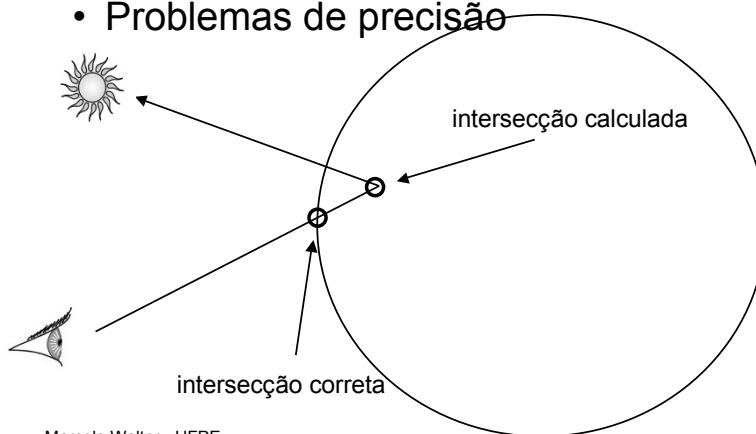 • Problemas de precisão
intersecção calculada
intersecção correta